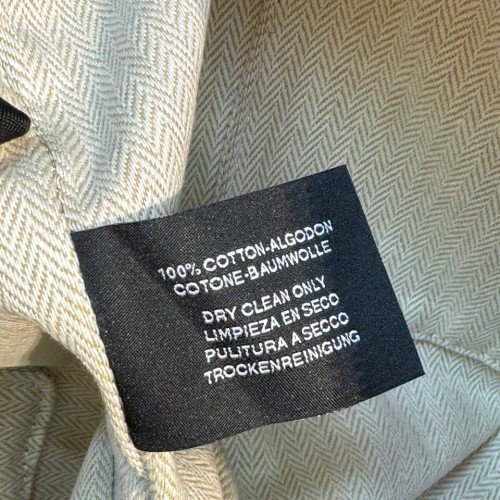 100% COTTON-ALGODON
COTONE-BAUMWOLLE
DRY CLEAN ONLY
LIMPIEZA EN SECO
PULITURA A SECCO
TROCKENREINIGUNG